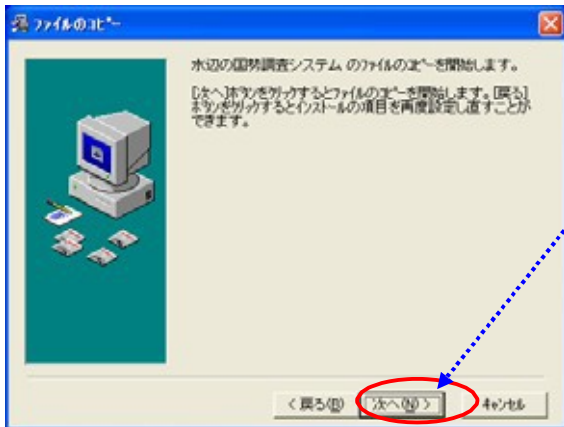 ファイルのコピー
水辺の国勢調査システム のファイルのコピーを開始します。
[次へ]ボタンをクリックするとファイルのコピーを開始します。[戻る]
ボタンをクリックするとインストールの項目を再度設定し直すことが
できます。
< 戻る(B) 次へ(N) > キャンセル